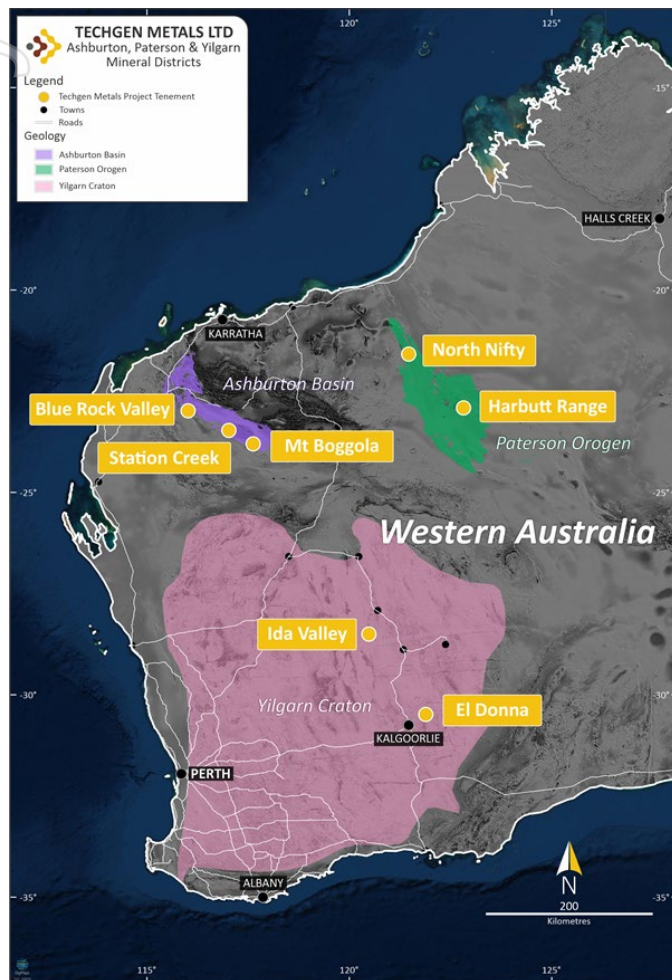 TECHGEN METALS LTD
Ashburton, Paterson & Yilgarn
Mineral Districts
Legend
Techgen Metals Project Tenement
Towns
Roads
Geology
Ashburton Basin
Paterson Orogen
Yilgarn Craton
120°
125°
-15°
HALLS CREEK
-20°
KARRATHA
North Nifty
Ashburton Basin
Blue Rock Valley
Harbutt Range
Station Creek
Mt Boggola
Paterson Orogen
-25°
-25°
Western Australia
Ida Valley
-30°
-30°
Yilgarn Craton
El Donna
KALGOORLIE
PERTH
N
ALBANY
-35°
-35°
200
Kilometres
115°
120°
125°